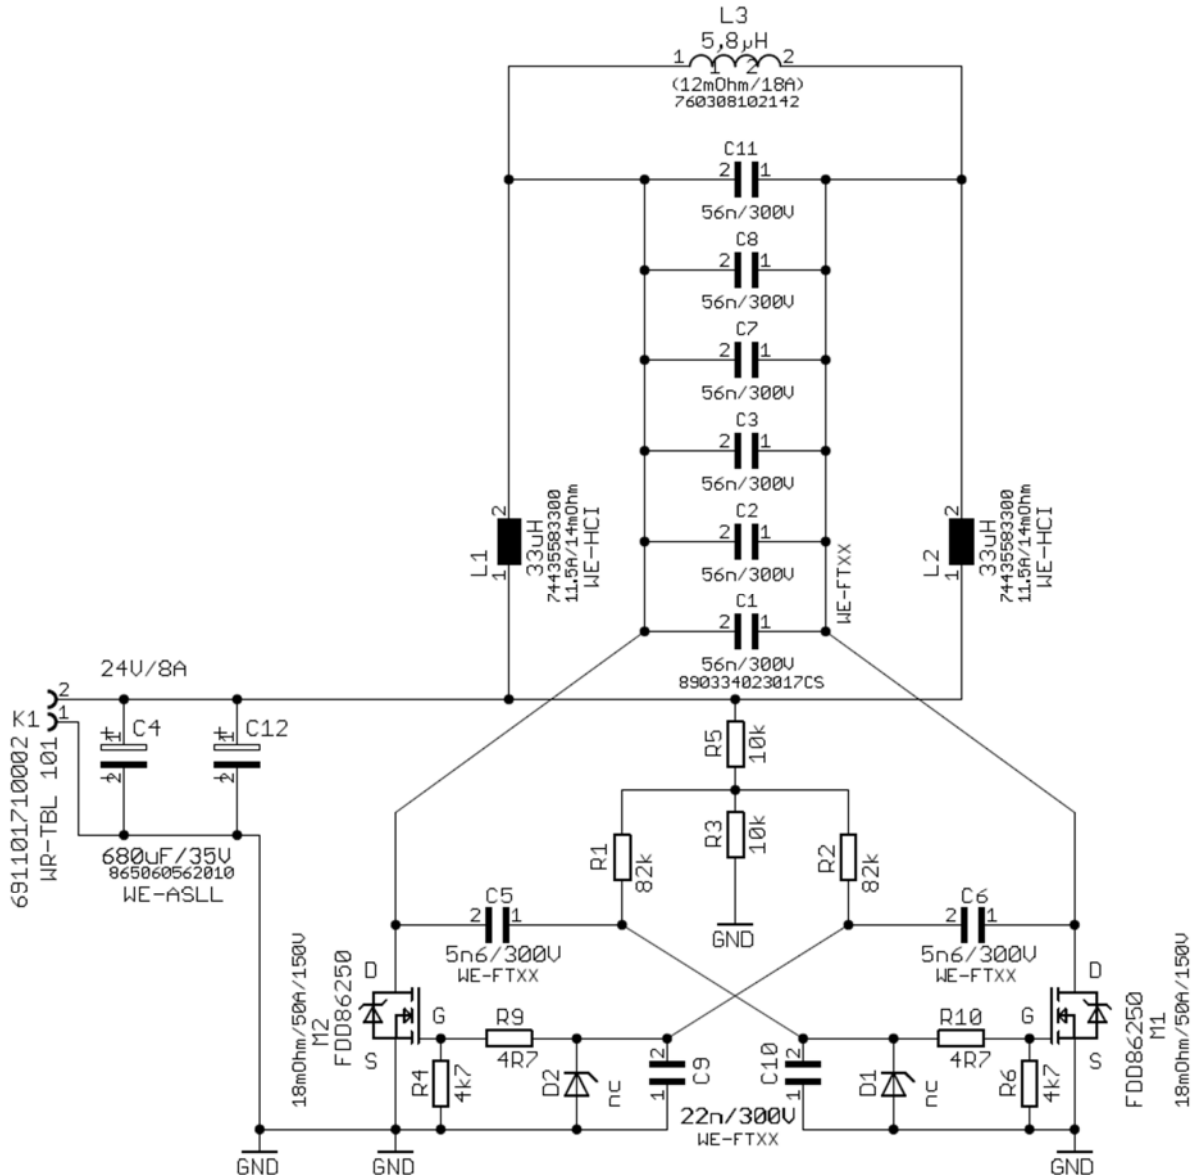 L3
5,8µH
1 2
1 2
(12mOhm/18A)
760308102142
C11
2 1
56n/300V
C8
2 1
56n/300V
C7
2 1
56n/300V
C3
2 1
56n/300V
C2
2 1
56n/300V
C1
2 1
56n/300V
890334023017CS
WE-FTXX
L1
2
1
33uH
74435583300
11.5A/14mOhm
WE-HCI
L2
2
1
33uH
74435583300
11.5A/14mOhm
WE-HCI
24V/8A
K1
2
1
691101710002
WR-TBL 101
C4
+
1
2
C12
+
1
2
680uF/35V
865060562010
WE-ASLL
R5
10k
R3
10k
GND
R1
82k
R2
82k
C5
2 1
5n6/300V
WE-FTXX
C6
2 1
5n6/300V
WE-FTXX
18mOhm/50A/150V
M2
FDD86250
D
G
S
R9
4R7
R4
4k7
D2
nc
C9
2
1
22n/300V
WE-FTXX
C10
2
1
D1
nc
R10
4R7
R6
4k7
D
G
S
FDD86250
M1
18mOhm/50A/150V
GND
GND
GND